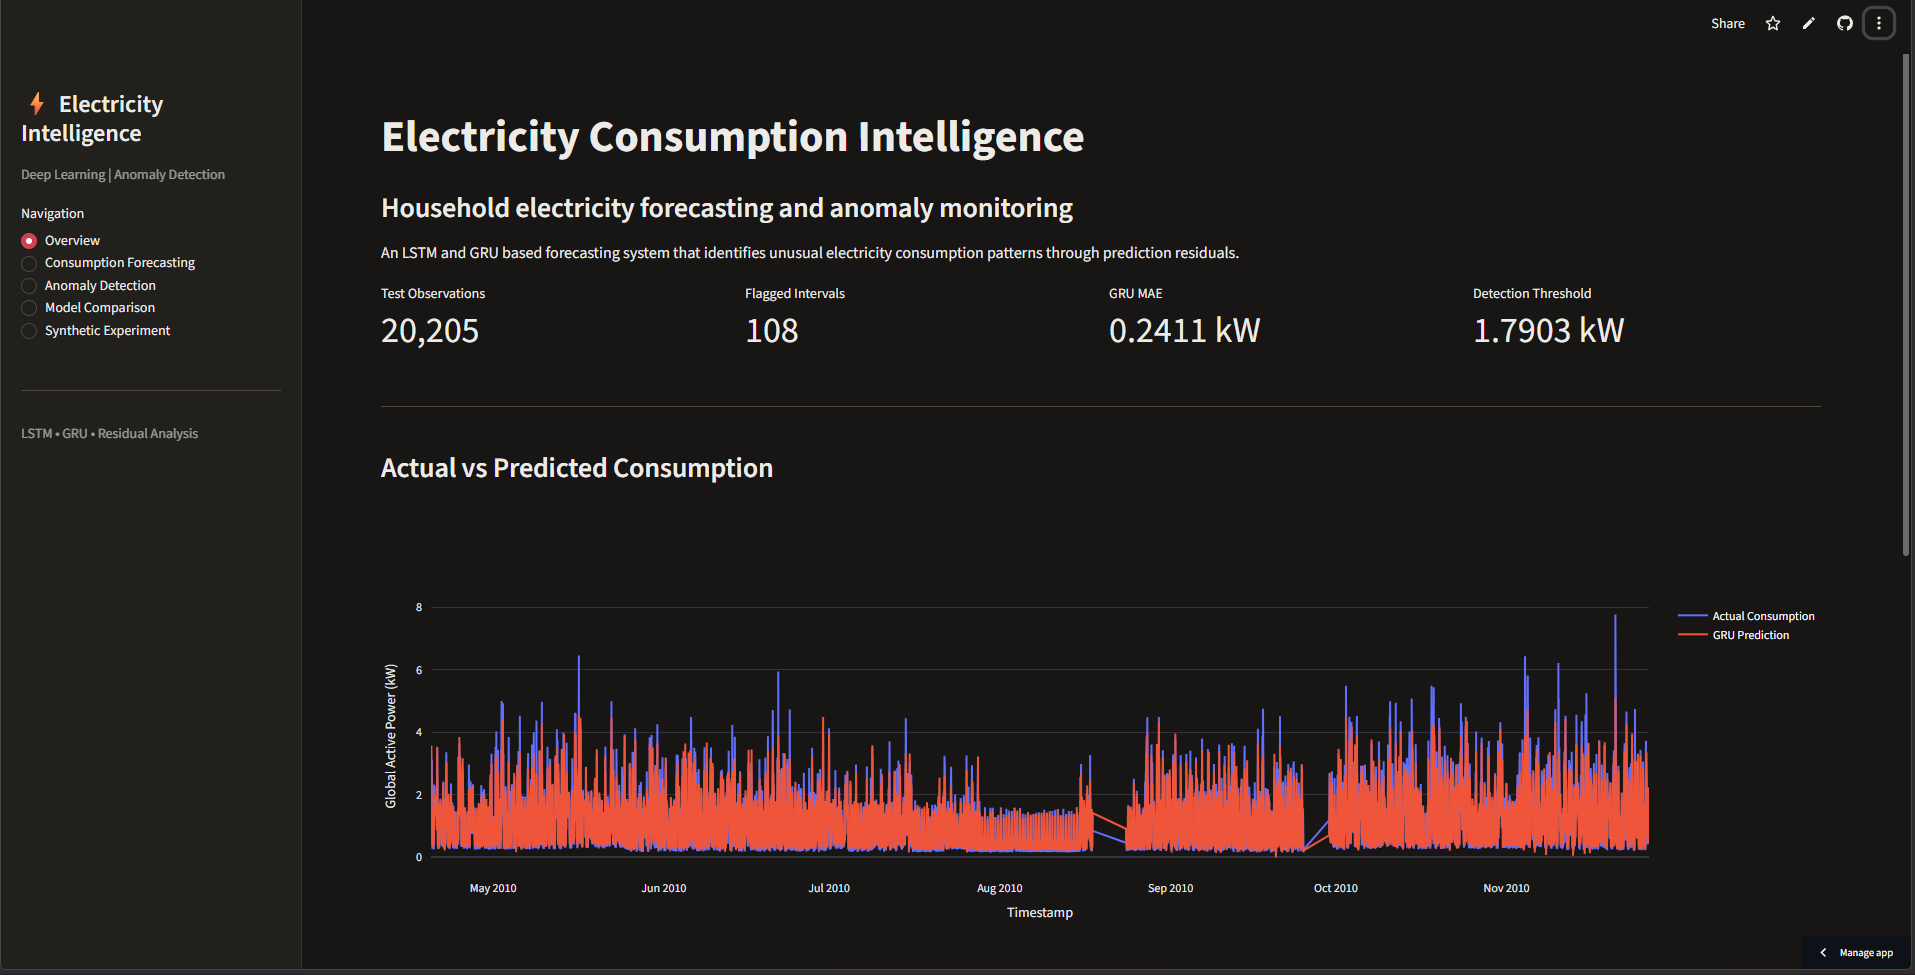 Share
⚡ Electricity
Intelligence
Deep Learning | Anomaly Detection
Navigation
Overview
Consumption Forecasting
Anomaly Detection
Model Comparison
Synthetic Experiment
LSTM • GRU • Residual Analysis
Electricity Consumption Intelligence
Household electricity forecasting and anomaly monitoring
An LSTM and GRU based forecasting system that identifies unusual electricity consumption patterns through prediction residuals.
Test Observations
20,205
Flagged Intervals
108
GRU MAE
0.2411 kW
Detection Threshold
1.7903 kW
Actual vs Predicted Consumption
Actual Consumption
GRU Prediction
Global Active Power (kW)
8
6
4
2
0
May 2010
Jun 2010
Jul 2010
Aug 2010
Sep 2010
Oct 2010
Nov 2010
Timestamp
Manage app